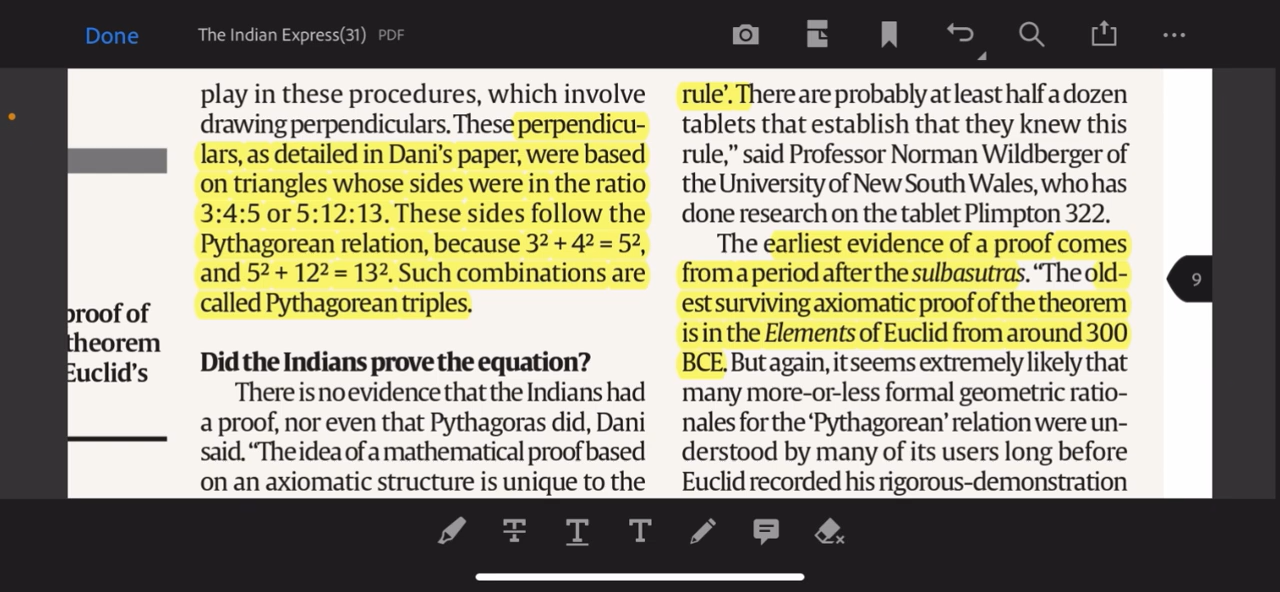 Done
The Indian Express(31) PDF
proof of
theorem
Euclid's
play in these procedures, which involve
drawing perpendiculars. These perpendicu-
lars, as detailed in Dani's paper, were based
on triangles whose sides were in the ratio
3:4:5 or 5:12:13. These sides follow the
Pythagorean relation, because 3² + 4² = 5²,
and 5² + 12² = 13². Such combinations are
called Pythagorean triples.
Did the Indians prove the equation?
There is no evidence that the Indians had
a proof, nor even that Pythagoras did, Dani
said. “The idea of a mathematical proof based
on an axiomatic structure is unique to the
rule’. There are probably at least half a dozen
tablets that establish that they knew this
rule,” said Professor Norman Wildberger of
the University of New South Wales, who has
done research on the tablet Plimpton 322.
The earliest evidence of a proof comes
from a period after the sulbasutras. “The old-
est surviving axiomatic proof of the theorem
is in the Elements of Euclid from around 300
BCE. But again, it seems extremely likely that
many more-or-less formal geometric ratio-
nales for the ‘Pythagorean’ relation were un-
derstood by many of its users long before
Euclid recorded his rigorous-demonstration
9